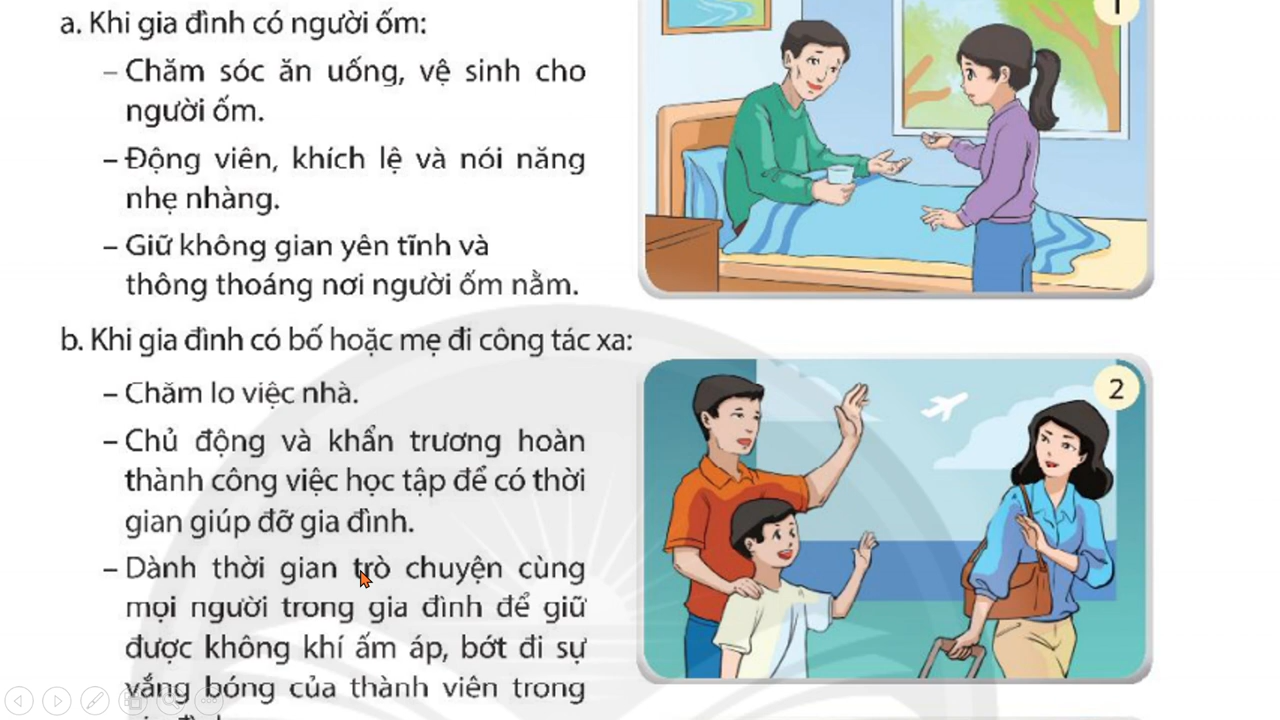 a. Khi gia đình có người ốm:
– Chăm sóc ăn uống, vệ sinh cho
người ốm.
– Động viên, khích lệ và nói năng
nhẹ nhàng.
– Giữ không gian yên tĩnh và
thông thoáng nơi người ốm nằm.
1
b. Khi gia đình có bố hoặc mẹ đi công tác xa:
– Chăm lo việc nhà.
– Chủ động và khẩn trương hoàn
thành công việc học tập để có thời
gian giúp đỡ gia đình.
– Dành thời gian trò chuyện cùng
mọi người trong gia đình để giữ
được không khí ấm áp, bớt đi sự
vắng bóng của thành viên trong
2